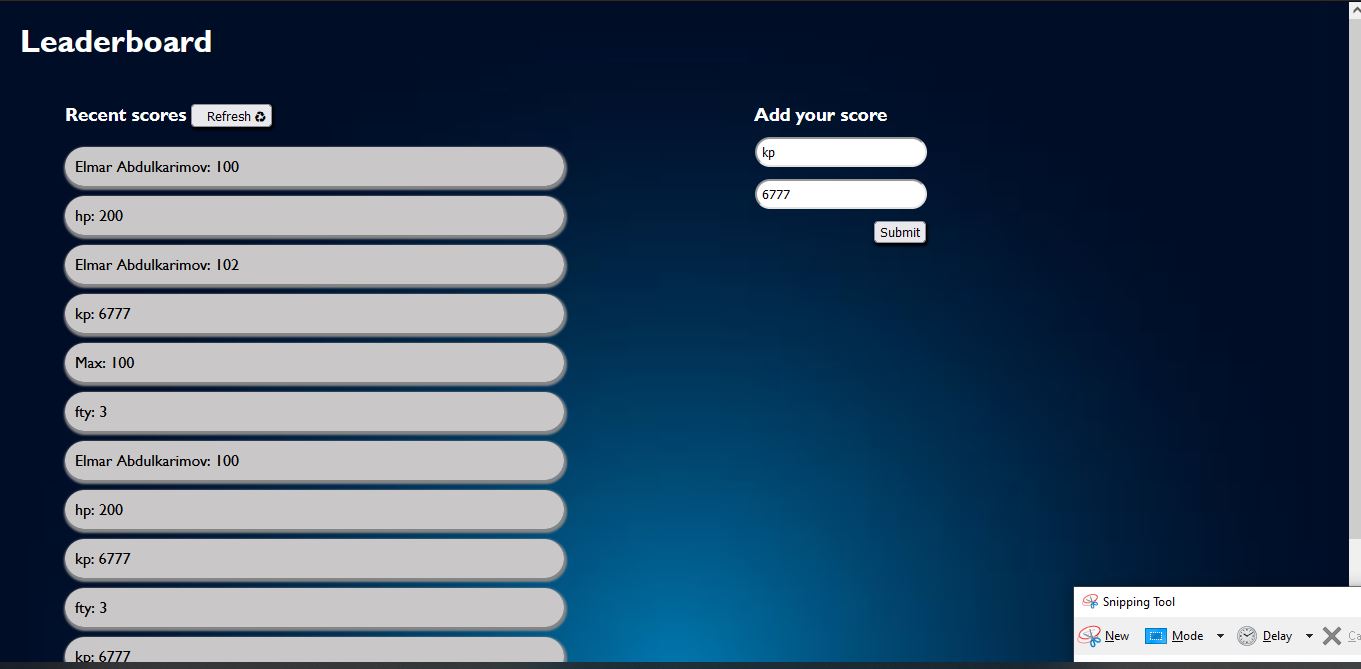 Leaderboard
Recent scores Refresh ♻
Elmar Abdulkarimov: 100
hp: 200
Elmar Abdulkarimov: 102
kp: 6777
Max: 100
fty: 3
Elmar Abdulkarimov: 100
hp: 200
kp: 6777
fty: 3
kp: 6777
Add your score
kp
6777
Submit
Snipping Tool
New Mode Delay Ca